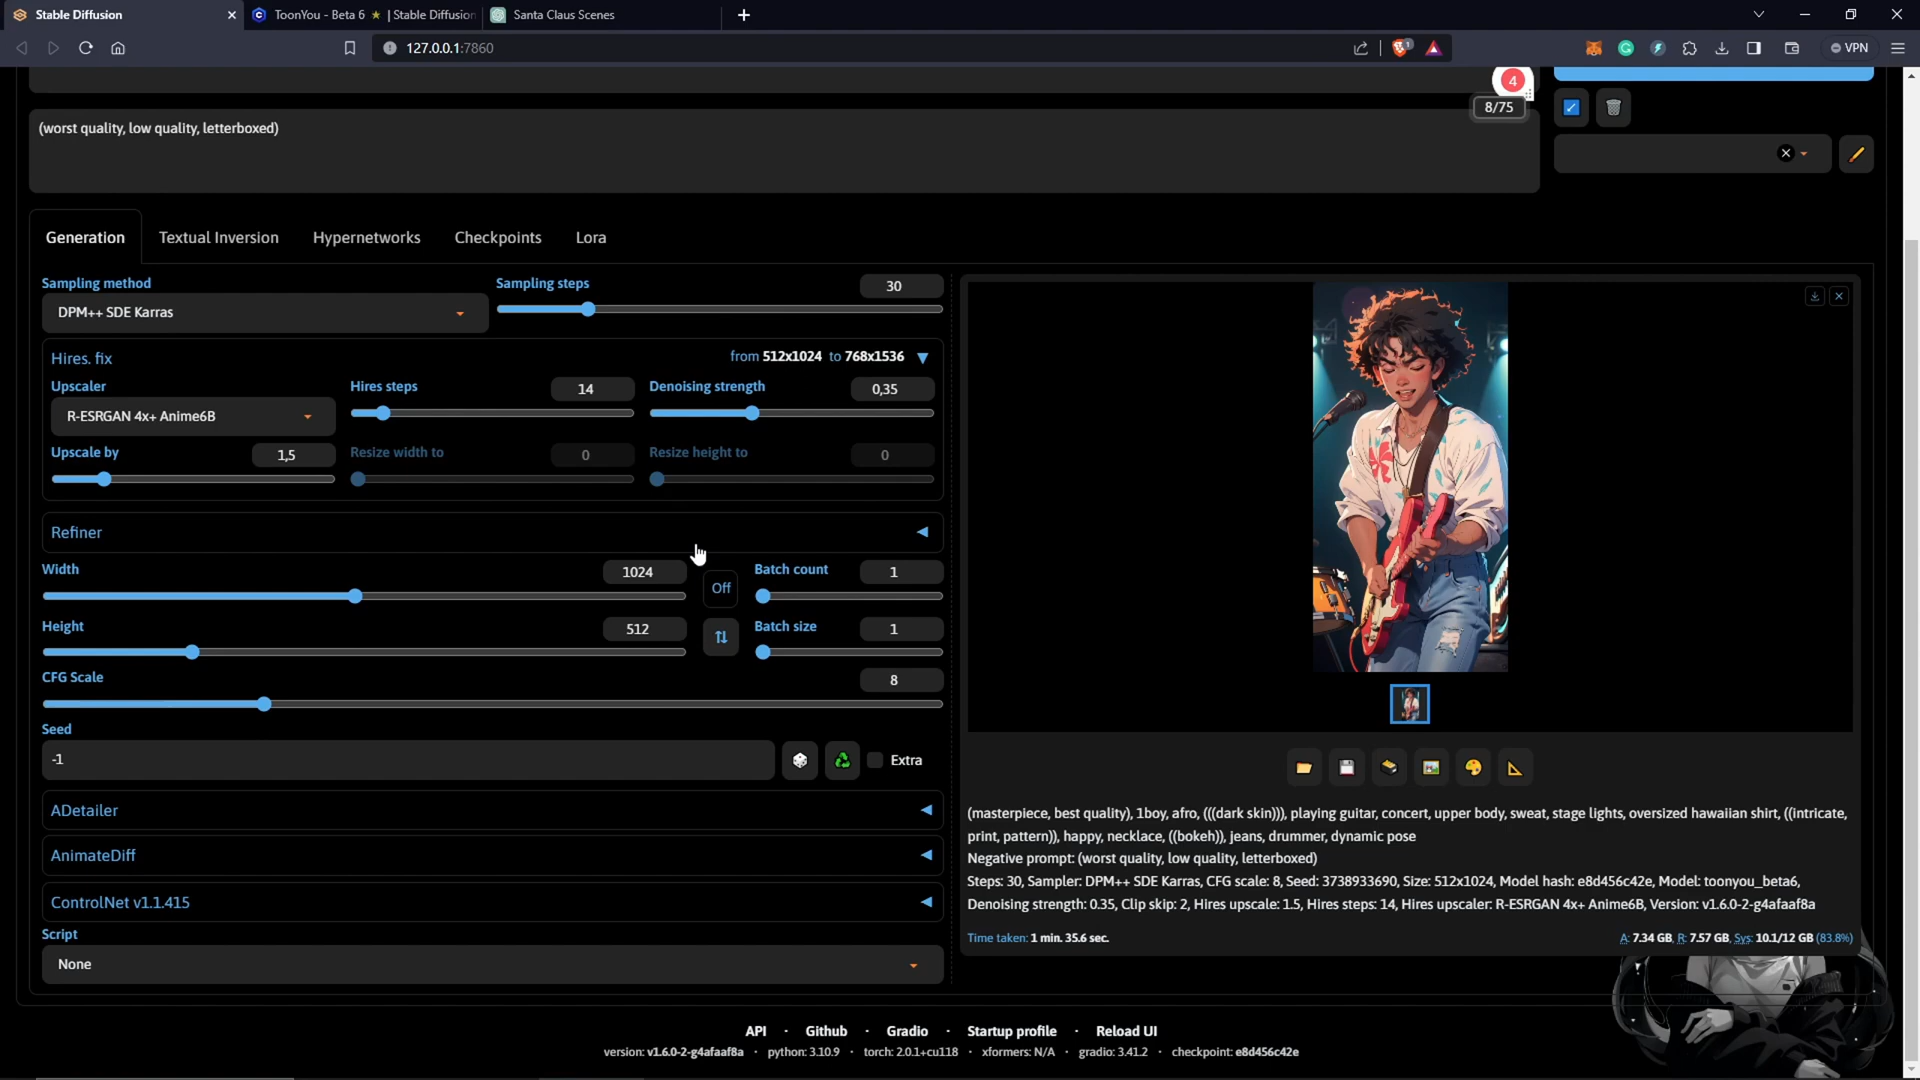 Stable Diffusion
ToonYou - Beta 6 ★ | Stable Diffusion
Santa Claus Scenes
127.0.0.1:7860
VPN
4
8/75
(worst quality, low quality, letterboxed)
Generation
Textual Inversion
Hypernetworks
Checkpoints
Lora
Sampling method
DPM++ SDE Karras
Sampling steps
30
Hires. fix
from 512x1024 to 768x1536
Upscaler
R-ESRGAN 4x+ Anime6B
Hires steps
14
Denoising strength
0,35
Upscale by
1,5
Resize width to
0
Resize height to
0
Refiner
Width
1024
Off
Batch count
1
Height
512
Batch size
1
CFG Scale
8
Seed
-1
Extra
ADetailer
AnimateDiff
ControlNet v1.1.415
Script
None
(masterpiece, best quality), 1boy, afro, (((dark skin))), playing guitar, concert, upper body, sweat, stage lights, oversized hawaiian shirt, ((intricate,
print, pattern)), happy, necklace, ((bokeh)), jeans, drummer, dynamic pose
Negative prompt: (worst quality, low quality, letterboxed)
Steps: 30, Sampler: DPM++ SDE Karras, CFG scale: 8, Seed: 3738933690, Size: 512x1024, Model hash: e8d456c42e, Model: toonyou_beta6,
Denoising strength: 0.35, Clip skip: 2, Hires upscale: 1.5, Hires steps: 14, Hires upscaler: R-ESRGAN 4x+ Anime6B, Version: v1.6.0-2-g4afaaf8a
Time taken: 1 min. 35.6 sec.
A: 7.34 GB, R: 7.57 GB, Sys: 10.1/12 GB (83.8%)
API · Github · Gradio · Startup profile · Reload UI
version: v1.6.0-2-g4afaaf8a · python: 3.10.9 · torch: 2.0.1+cu118 · xformers: N/A · gradio: 3.41.2 · checkpoint: e8d456c42e